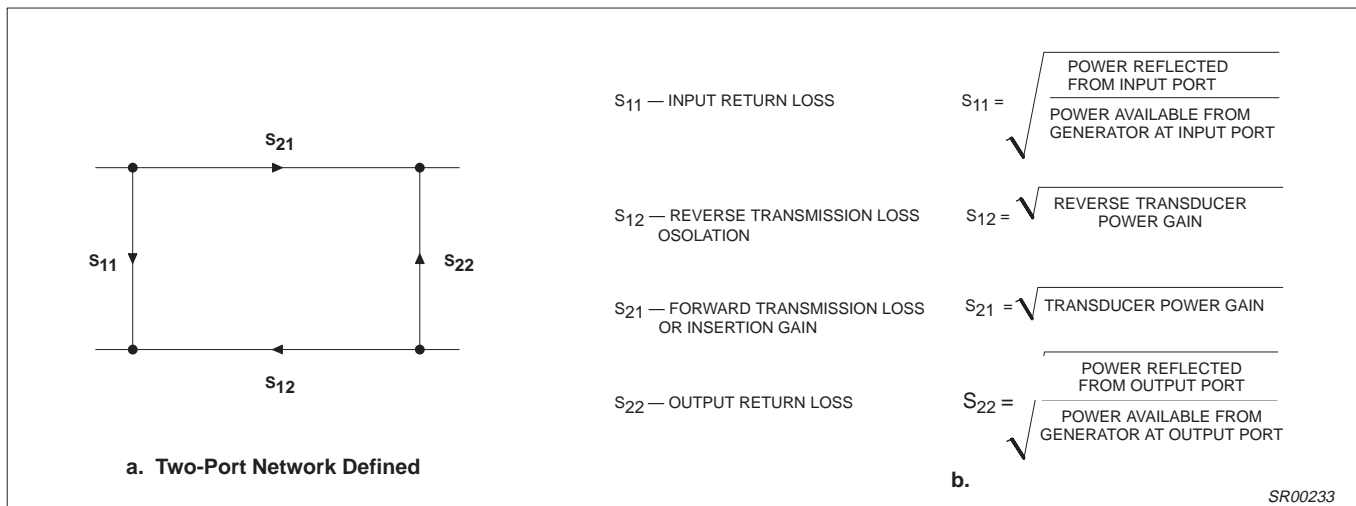 S21
S11
S22
S12
a. Two-Port Network Defined
S11 — INPUT RETURN LOSS
S12 — REVERSE TRANSMISSION LOSS
OSOLATION
S21 — FORWARD TRANSMISSION LOSS
OR INSERTION GAIN
S22 — OUTPUT RETURN LOSS
S11 =
POWER REFLECTED
FROM INPUT PORT
POWER AVAILABLE FROM
GENERATOR AT INPUT PORT
S12 = √
REVERSE TRANSDUCER
POWER GAIN
S21 = √ TRANSDUCER POWER GAIN
S22 =
POWER REFLECTED
FROM OUTPUT PORT
POWER AVAILABLE FROM
GENERATOR AT OUTPUT PORT
b.
SR00233